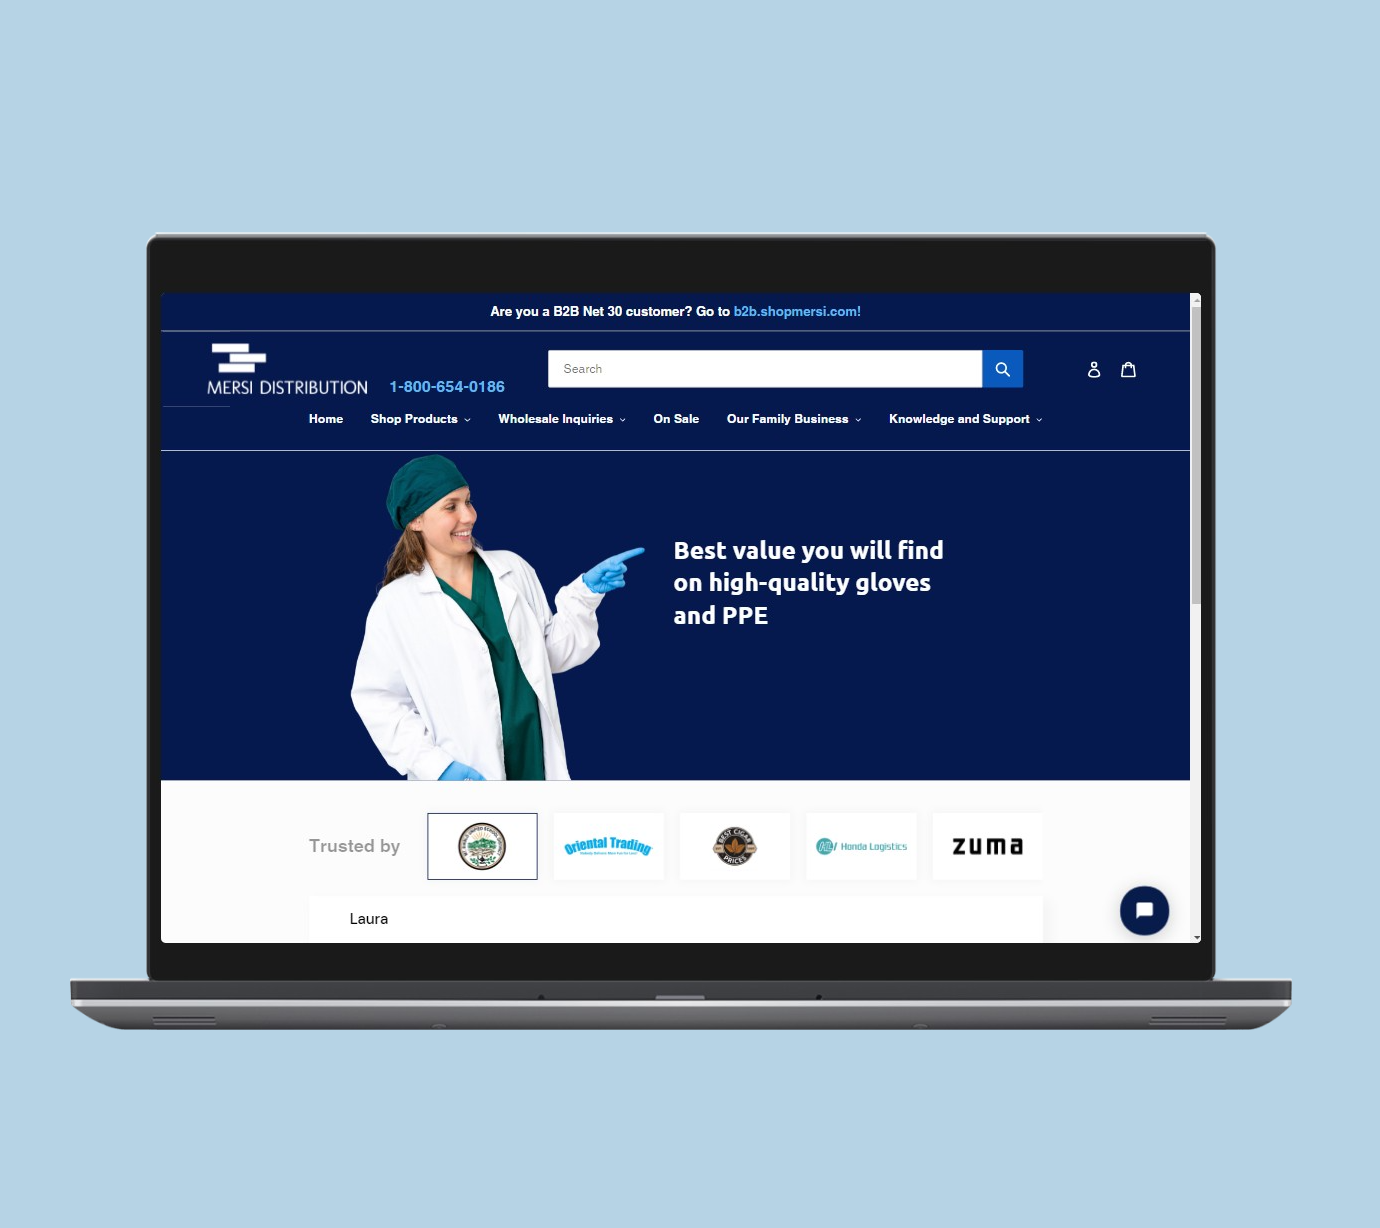 Are you a B2B Net 30 customer? Go to b2b.shopmersi.com!
MERSI DISTRIBUTION
1-800-654-0186
Search
Home
Shop Products
Wholesale Inquiries
On Sale
Our Family Business
Knowledge and Support
Best value you will find
on high-quality gloves
and PPE
Trusted by
UNIFIED SCHOOL
Oriental Trading
BEST CIGAR
PRICES
Honda Logistics
ZUMA
Laura